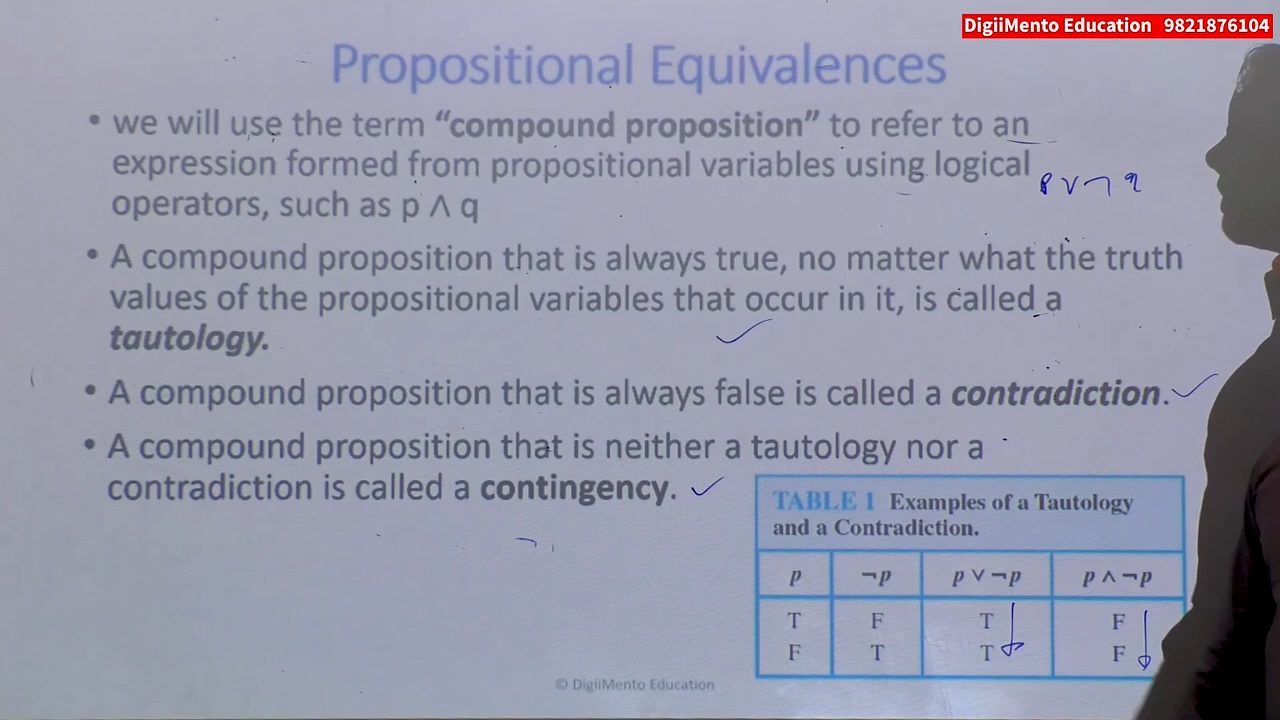 DigiiMento Education 9821876104
Propositional Equivalences
• we will use the term “compound proposition” to refer to an
expression formed from propositional variables using logical
operators, such as p ∧ q
p ∨ ¬ q
• A compound proposition that is always true, no matter what the truth
values of the propositional variables that occur in it, is called a
tautology.
• A compound proposition that is always false is called a contradiction.
• A compound proposition that is neither a tautology nor a
contradiction is called a contingency.
TABLE 1 Examples of a Tautology
and a Contradiction.
p ¬p p ∨ ¬p p ∧ ¬p
T F T F
F T T F
© DigiiMento Education